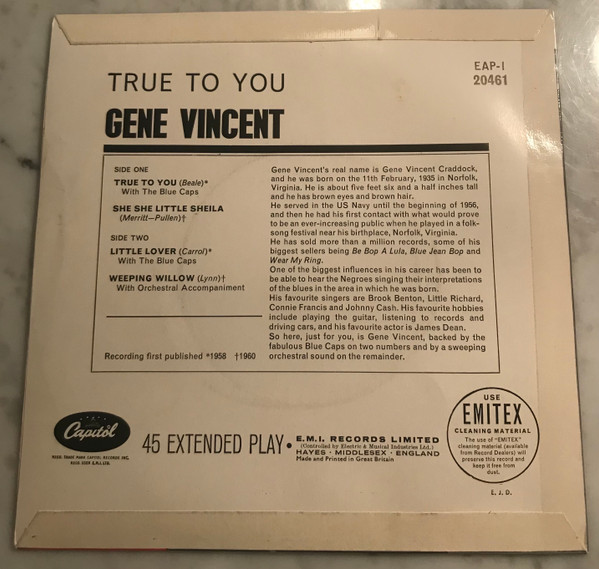 TRUE TO YOU
GENE VINCENT
EAP-1
20461
SIDE ONE
TRUE TO YOU (Beale)*
With The Blue Caps
SHE SHE LITTLE SHEILA
(Merritt—Pullen)†
SIDE TWO
LITTLE LOVER (Carrol)*
With The Blue Caps
WEEPING WILLOW (Lynn)†
With Orchestral Accompaniment
Recording first published *1958 †1960
Gene Vincent's real name is Gene Vincent Craddock,
and he was born on the 11th February, 1935 in Norfolk,
Virginia. He is about five feet six and a half inches tall
and he has brown eyes and brown hair.
He served in the US Navy until the beginning of 1956,
and then he had his first contact with what would prove
to be an ever-increasing public when he played in a folk-
song festival near his birthplace, Norfolk, Virginia.
He has sold more than a million records, some of his
biggest sellers being Be Bop A Lula, Blue Jean Bop and
Wear My Ring.
One of the biggest influences in his career has been to
be able to hear the Negroes singing their interpretations
of the blues in the area in which he was born.
His favourite singers are Brook Benton, Little Richard,
Connie Francis and Johnny Cash. His favourite hobbies
include playing the guitar, listening to records and
driving cars, and his favourite actor is James Dean.
So here, just for you, is Gene Vincent, backed by the
fabulous Blue Caps on two numbers and by a sweeping
orchestral sound on the remainder.
Capitol
45 EXTENDED PLAY •
E.M.I. RECORDS LIMITED
(Controlled by Electric & Musical Industries Ltd.)
HAYES • MIDDLESEX • ENGLAND
Made and Printed in Great Britain
USE
EMITEX
CLEANING MATERIAL
The use of "EMITEX"
cleaning material (available
from Record Dealers) will
preserve this record and
keep it free from
dust.
L.J.D.